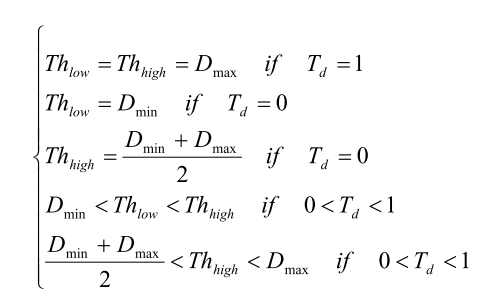 Th_low = Th_high = D_max if T_d = 1
Th_low = D_min if T_d = 0
Th_high = (D_min + D_max) / 2 if T_d = 0
D_min < Th_low < Th_high if 0 < T_d < 1
(D_min + D_max) / 2 < Th_high < D_max if 0 < T_d < 1